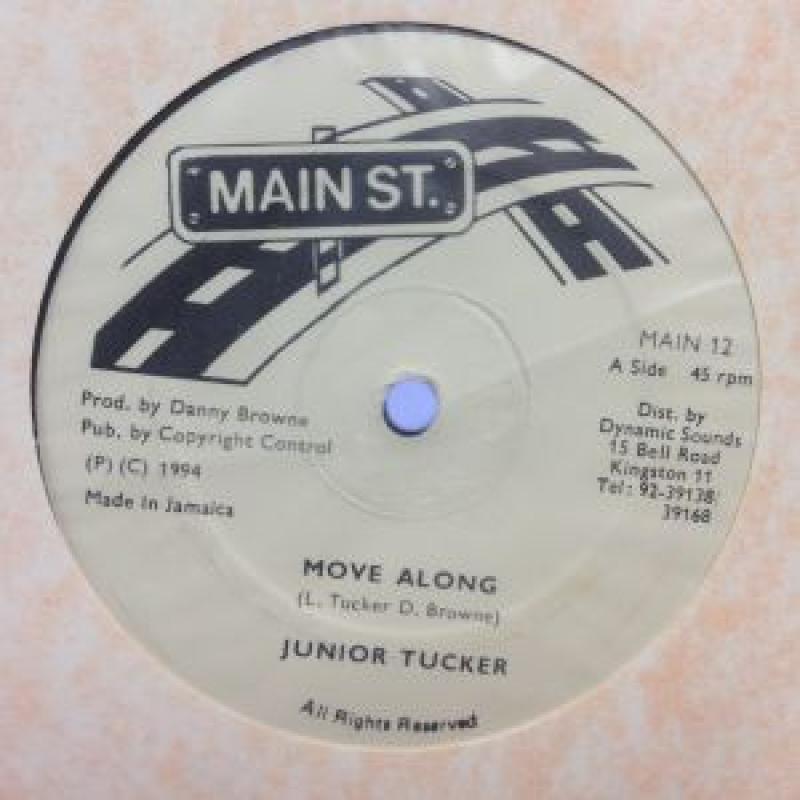 MAIN ST.
MAIN 12
A Side 45 rpm
Prod. by Danny Browne
Pub. by Copyright Control
(P) (C) 1994
Made in Jamaica
Dist. by
Dynamic Sounds
15 Bell Road
Kingston 11
Tel: 92-39138
39168
MOVE ALONG
(L. Tucker D. Browne)
JUNIOR TUCKER
All Rights Reserved